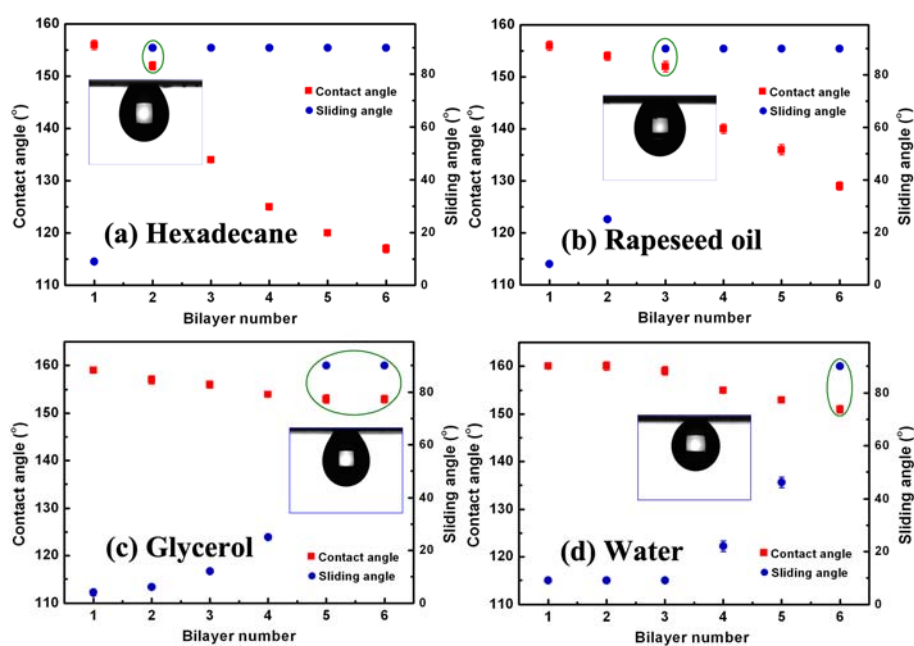 160
150
140
130
120
110
Contact angle (°)
80
60
40
20
0
Sliding angle (°)
Contact angle
Sliding angle
(a) Hexadecane
1 2 3 4 5 6
Bilayer number
160
150
140
130
120
110
Contact angle (°)
80
60
40
20
0
Sliding angle (°)
Contact angle
Sliding angle
(b) Rapeseed oil
1 2 3 4 5 6
Bilayer number
160
150
140
130
120
110
Contact angle (°)
80
60
40
20
0
Sliding angle (°)
(c) Glycerol
Contact angle
Sliding angle
1 2 3 4 5 6
Bilayer number
160
150
140
130
120
110
Contact angle (°)
80
60
40
20
0
Sliding angle (°)
(d) Water
Contact angle
Sliding angle
1 2 3 4 5 6
Bilayer number